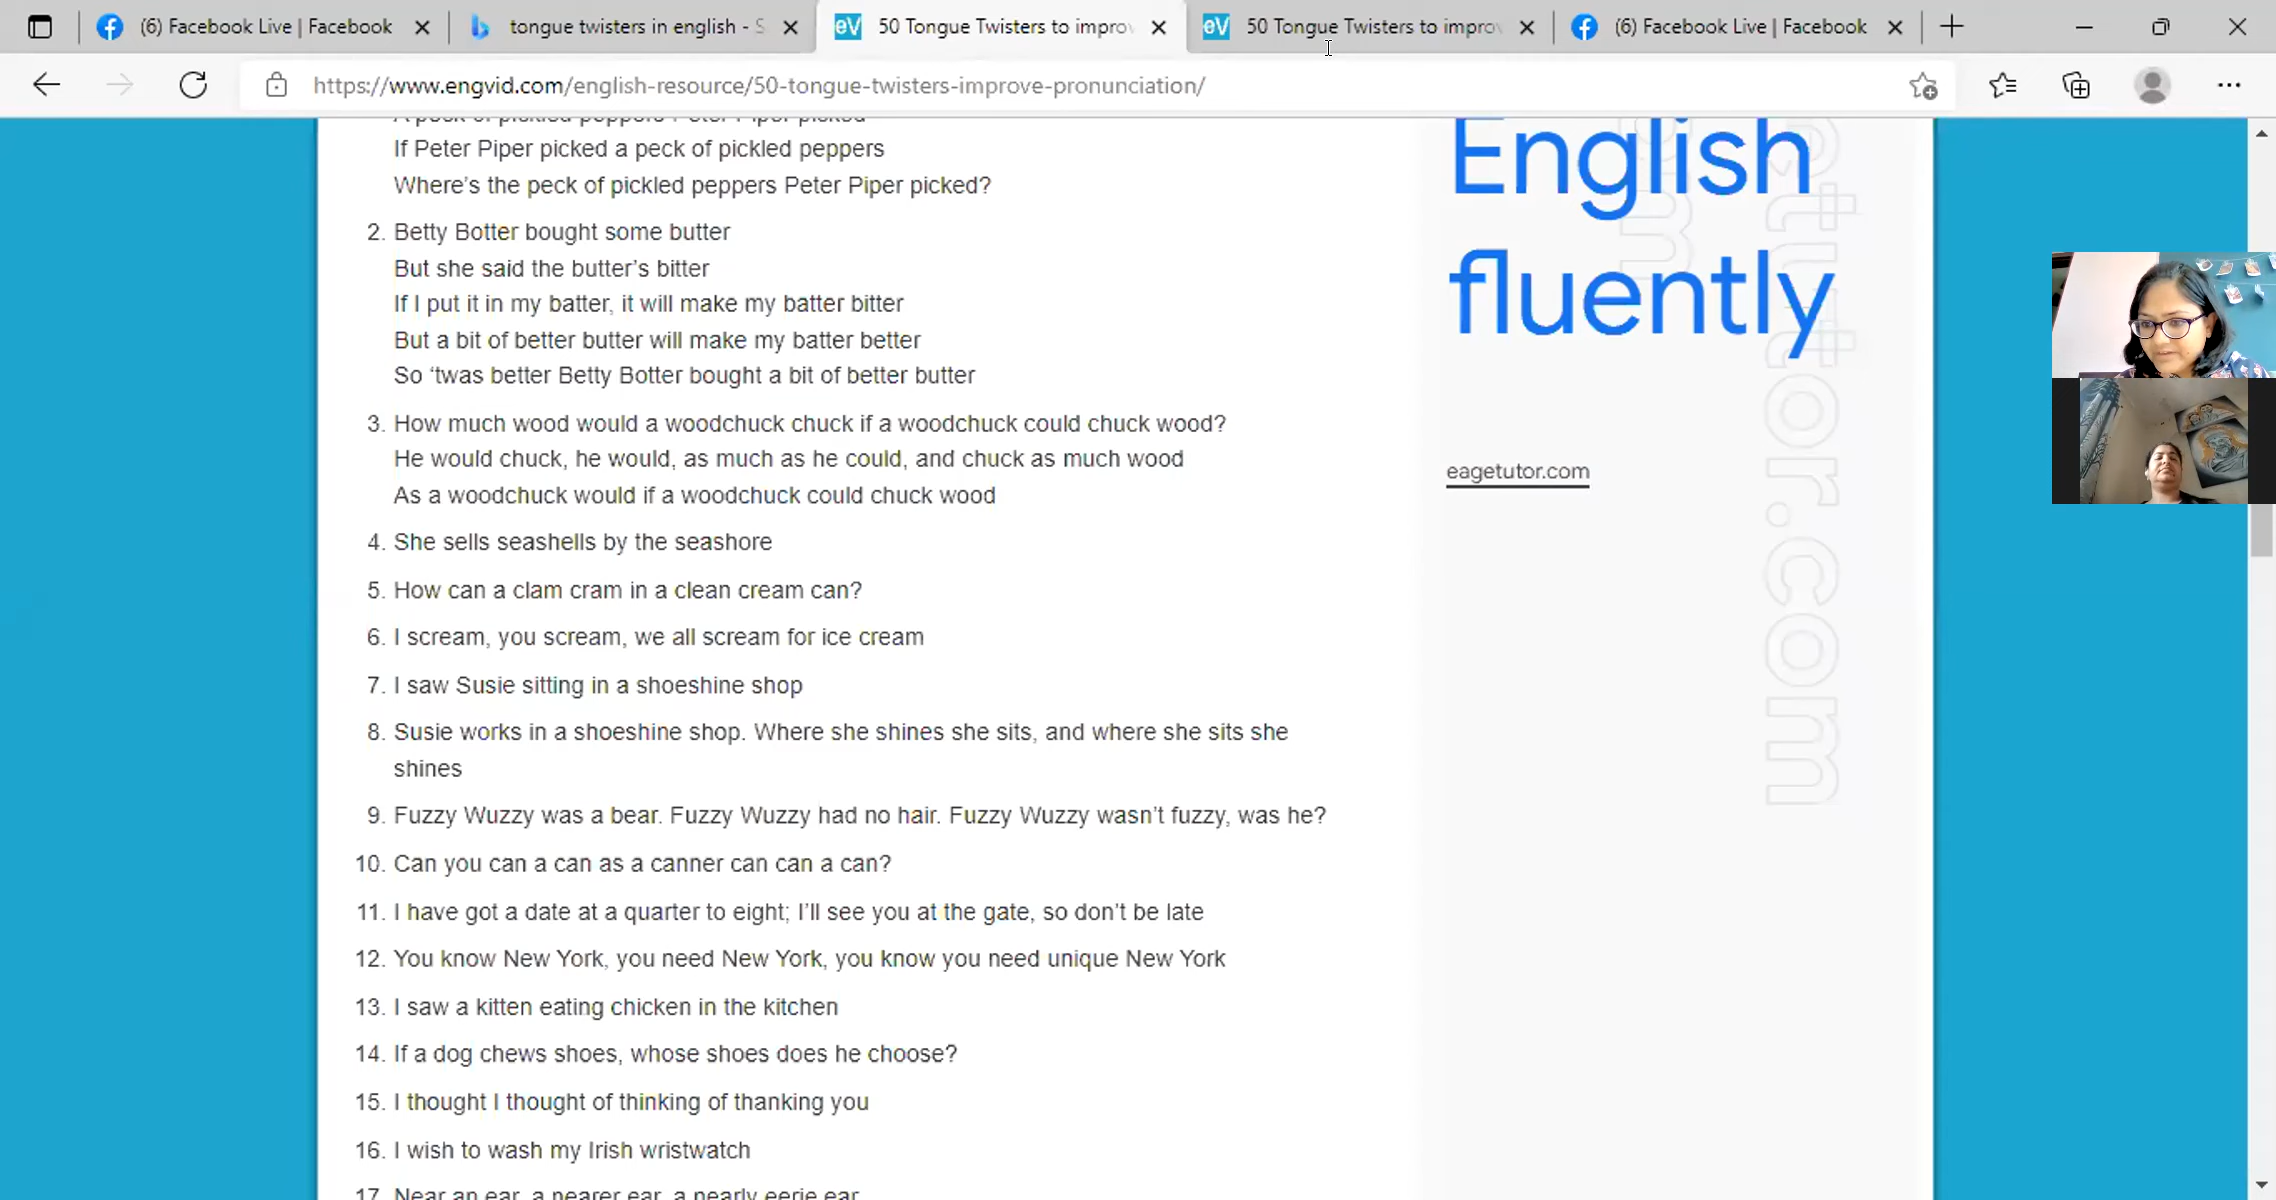 (6) Facebook Live | Facebook
tongue twisters in english - S
eV 50 Tongue Twisters to improv
eV 50 Tongue Twisters to improv
(6) Facebook Live | Facebook
https://www.engvid.com/english-resource/50-tongue-twisters-improve-pronunciation/
A peck of pickled peppers Peter Piper picked
If Peter Piper picked a peck of pickled peppers
Where’s the peck of pickled peppers Peter Piper picked?
2. Betty Botter bought some butter
But she said the butter’s bitter
If I put it in my batter, it will make my batter bitter
But a bit of better butter will make my batter better
So ‘twas better Betty Botter bought a bit of better butter
3. How much wood would a woodchuck chuck if a woodchuck could chuck wood?
He would chuck, he would, as much as he could, and chuck as much wood
As a woodchuck would if a woodchuck could chuck wood
4. She sells seashells by the seashore
5. How can a clam cram in a clean cream can?
6. I scream, you scream, we all scream for ice cream
7. I saw Susie sitting in a shoeshine shop
8. Susie works in a shoeshine shop. Where she shines she sits, and where she sits she
shines
9. Fuzzy Wuzzy was a bear. Fuzzy Wuzzy had no hair. Fuzzy Wuzzy wasn’t fuzzy, was he?
10. Can you can a can as a canner can can a can?
11. I have got a date at a quarter to eight; I’ll see you at the gate, so don’t be late
12. You know New York, you need New York, you know you need unique New York
13. I saw a kitten eating chicken in the kitchen
14. If a dog chews shoes, whose shoes does he choose?
15. I thought I thought of thinking of thanking you
16. I wish to wash my Irish wristwatch
17. Near an ear, a nearer ear, a nearly eerie ear
English
fluently
eagetutor.com
etutor.com